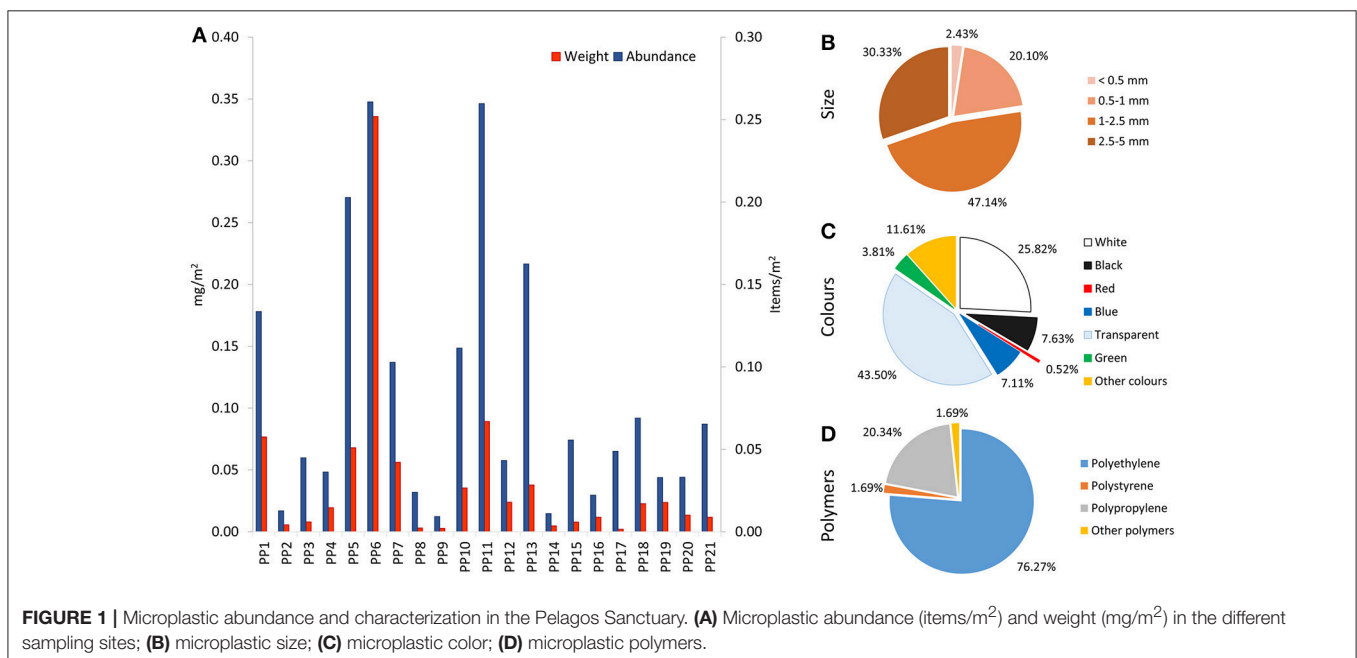 A
0.40
0.35
0.30
0.25
0.20
0.15
0.10
0.05
0.00
mg/m²
Weight
Abundance
0.30
0.25
0.20
0.15
0.10
0.05
0.00
Items/m²
PP1
PP2
PP3
PP4
PP5
PP6
PP7
PP8
PP9
PP10
PP11
PP12
PP13
PP14
PP15
PP16
PP17
PP18
PP19
PP20
PP21
B
Size
2.43%
30.33%
20.10%
47.14%
< 0.5 mm
0.5-1 mm
1-2.5 mm
2.5-5 mm
C
Colours
11.61%
3.81%
25.82%
7.63%
0.52%
7.11%
43.50%
White
Black
Red
Blue
Transparent
Green
Other colours
D
Polymers
1.69%
20.34%
1.69%
76.27%
Polyethylene
Polystyrene
Polypropylene
Other polymers
FIGURE 1 | Microplastic abundance and characterization in the Pelagos Sanctuary. (A) Microplastic abundance (items/m²) and weight (mg/m²) in the different
sampling sites; (B) microplastic size; (C) microplastic color; (D) microplastic polymers.